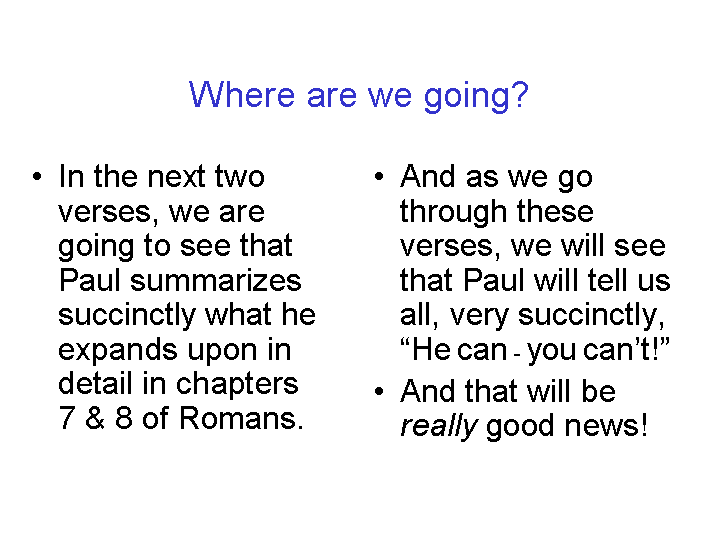 Where are we going?
• In the next two
verses, we are
going to see that
Paul summarizes
succinctly what he
expands upon in
detail in chapters
7 & 8 of Romans.
• And as we go
through these
verses, we will see
that Paul will tell us
all, very succinctly,
“He can - you can’t!”
• And that will be
really good news!